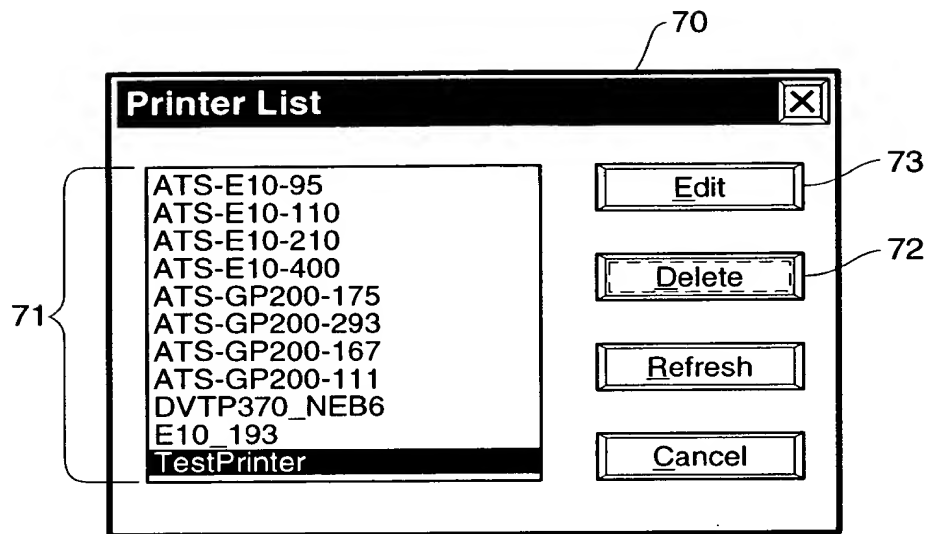 70
Printer List
71
ATS-E10-95
ATS-E10-110
ATS-E10-210
ATS-E10-400
ATS-GP200-175
ATS-GP200-293
ATS-GP200-167
ATS-GP200-111
DVTP370_NEB6
E10_193
TestPrinter
Edit
73
Delete
72
Refresh
Cancel